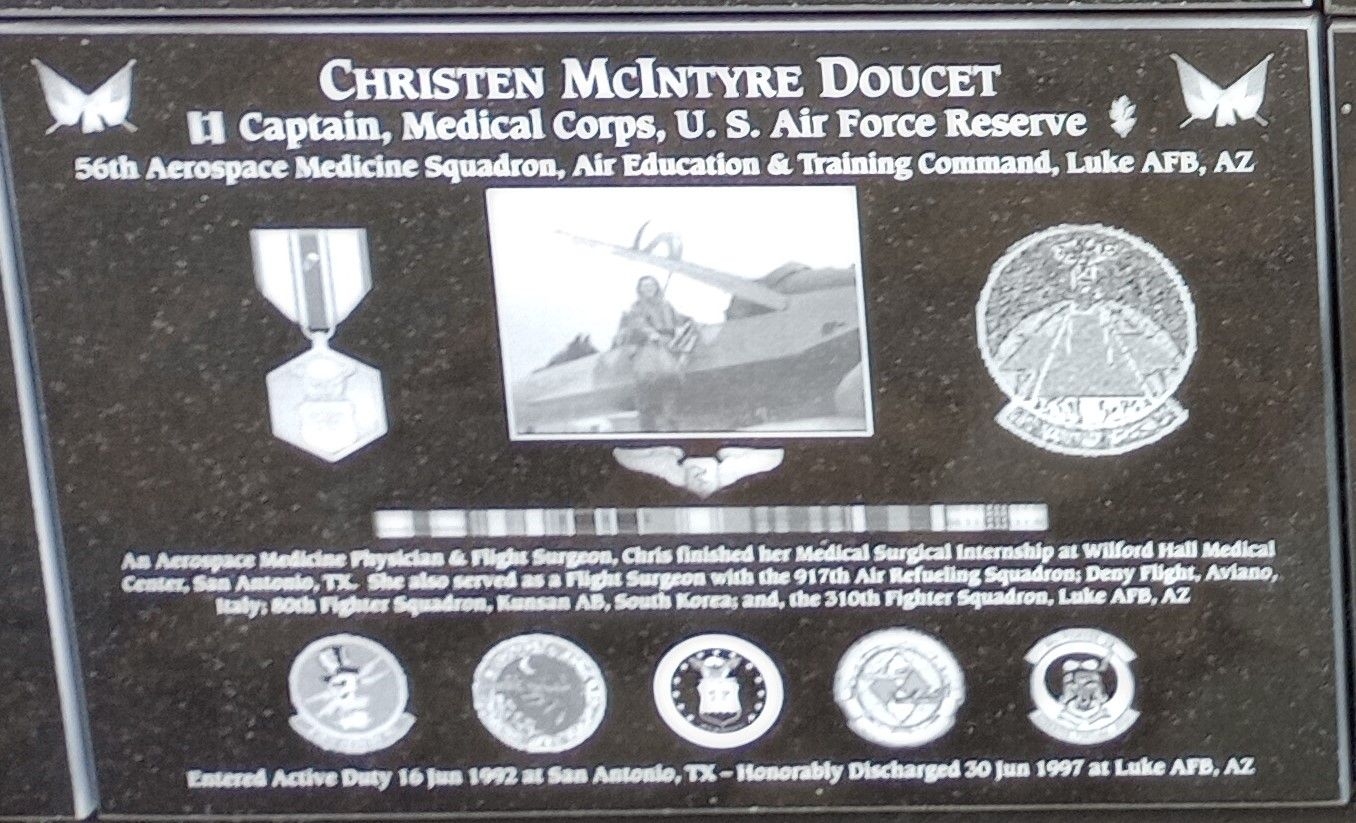 CHRISTEN MCINTYRE DOUCET
Captain, Medical Corps, U. S. Air Force Reserve
56th Aerospace Medicine Squadron, Air Education & Training Command, Luke AFB, AZ
An Aerospace Medicine Physician & Flight Surgeon, Chris finished her Medical Surgical Internship at Wilford Hall Medical
Center, San Antonio, TX. She also served as a Flight Surgeon with the 917th Air Refueling Squadron; Deny Flight, Aviano,
Italy; 80th Fighter Squadron, Kunsan AB, South Korea; and, the 310th Fighter Squadron, Luke AFB, AZ
Entered Active Duty 16 Jun 1992 at San Antonio, TX – Honorably Discharged 30 Jun 1997 at Luke AFB, AZ